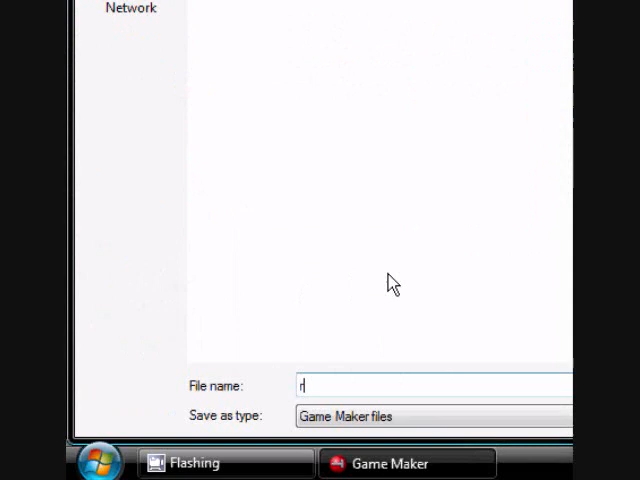 Network
File name:
r
Save as type:
Game Maker files
Flashing
Game Maker